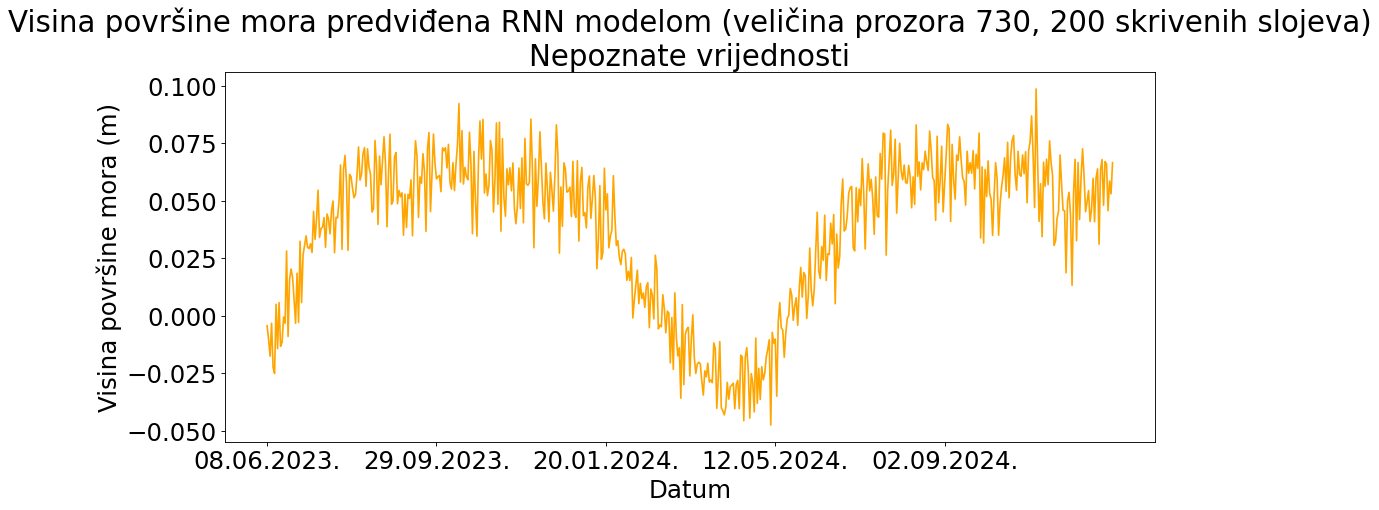 Visina površine mora predviđena RNN modelom (veličina prozora 730, 200 skrivenih slojeva)
Nepoznate vrijednosti
Visina površine mora (m)
0.100
0.075
0.050
0.025
0.000
−0.025
−0.050
08.06.2023. 29.09.2023. 20.01.2024. 12.05.2024. 02.09.2024.
Datum